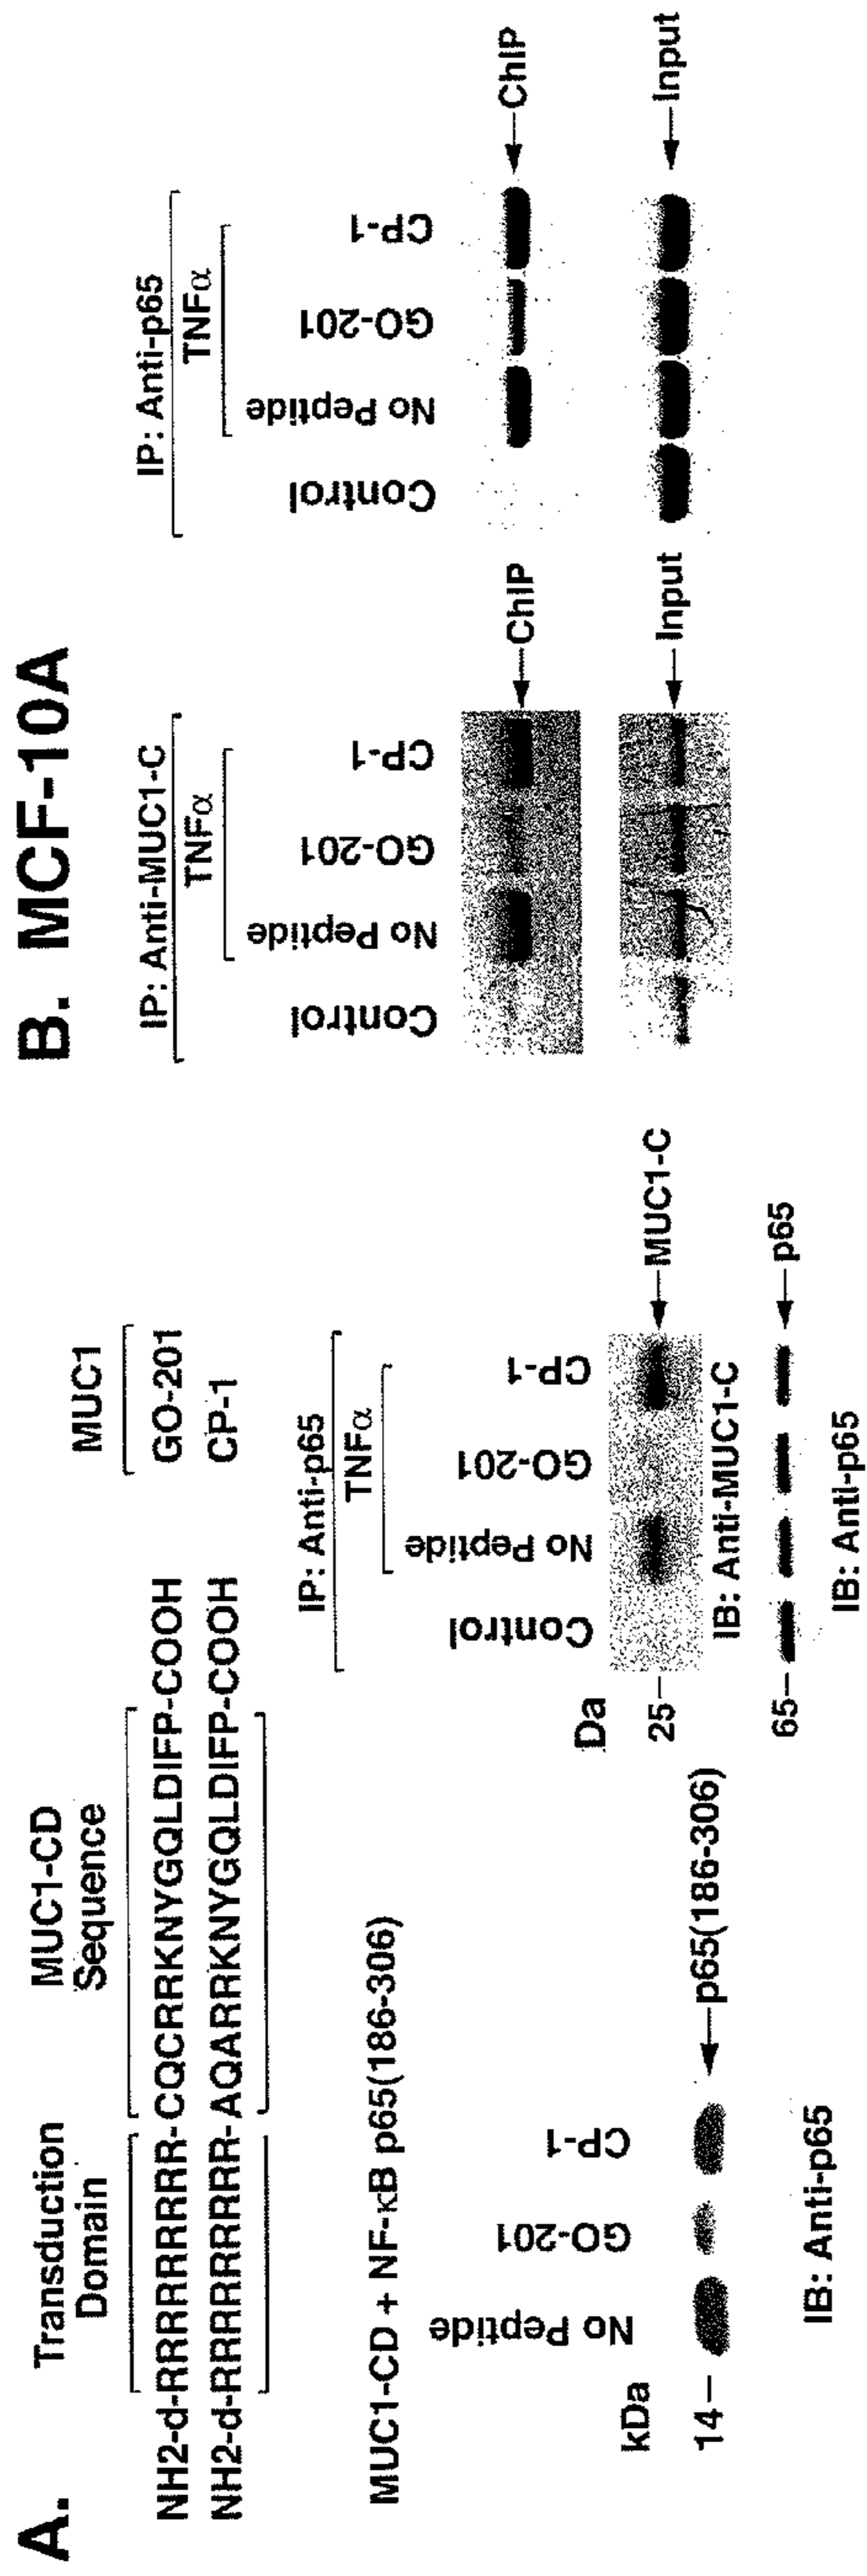 A.
Transduction
Domain
MUC1-CD
Sequence
MUC1
NH2-d-RRRRRRRRR-CQCRRKNYGQLDIFP-COOH GO-201
NH2-d-RRRRRRRRR-AQARRKNYGQLDIFP-COOH CP-1
MUC1-CD + NF-κB p65(186-306)
kDa
No Peptide GO-201 CP-1
14 p65(186-306)
IB: Anti-p65
IP: Anti-p65
TNFα
Da
Control No Peptide GO-201 CP-1
25 MUC1-C
IB: Anti-MUC1-C
65 p65
IB: Anti-p65
B. MCF-10A
IP: Anti-MUC1-C
TNFα
Control No Peptide GO-201 CP-1
ChIP
Input
IP: Anti-p65
TNFα
Control No Peptide GO-201 CP-1
ChIP
Input